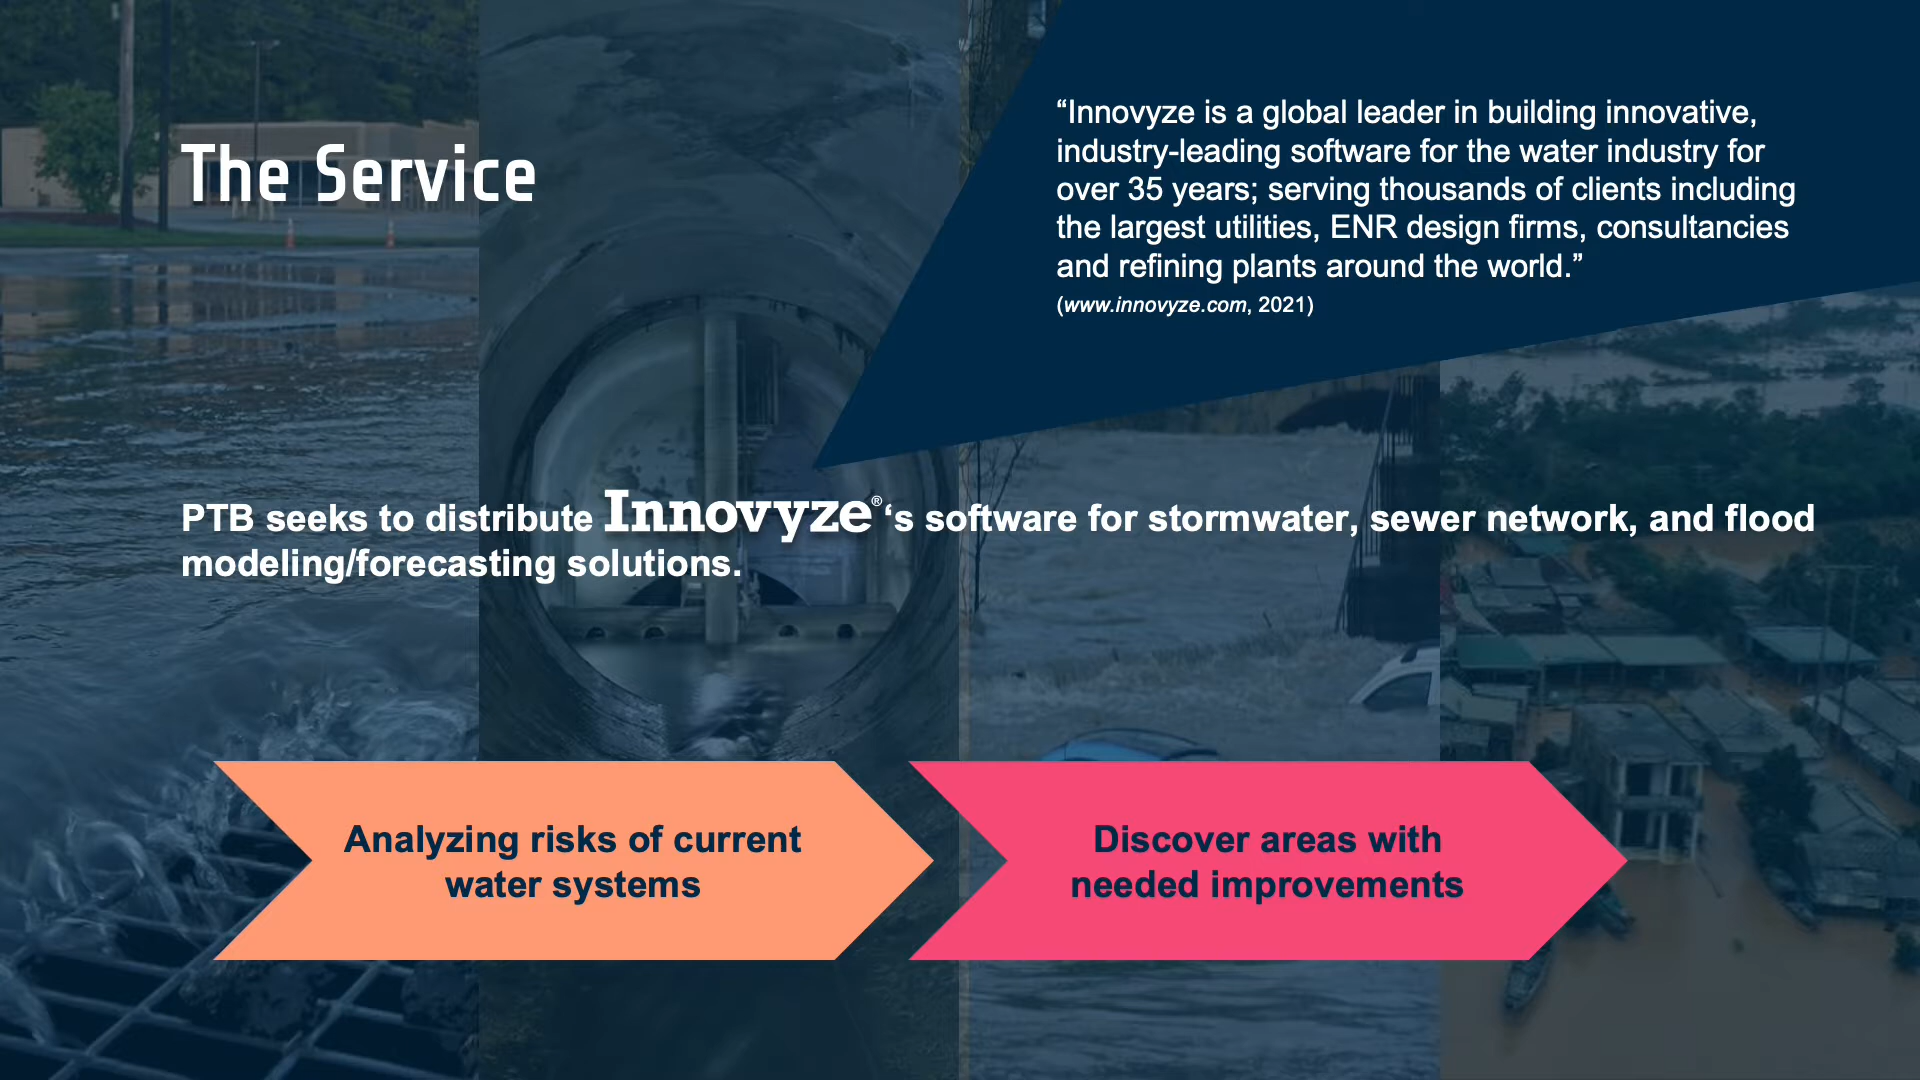 The Service
“Innovyze is a global leader in building innovative,
industry-leading software for the water industry for
over 35 years; serving thousands of clients including
the largest utilities, ENR design firms, consultancies
and refining plants around the world.”
(www.innovyze.com, 2021)
PTB seeks to distribute Innovyze®‘s software for stormwater, sewer network, and flood
modeling/forecasting solutions.
Analyzing risks of current
water systems
Discover areas with
needed improvements